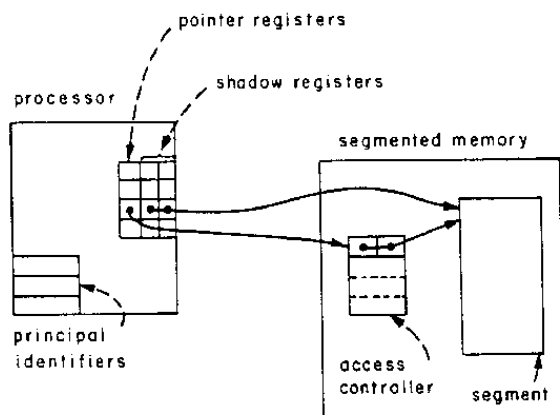 pointer registers
shadow registers
processor
segmented memory
principal
identifiers
access
controller
segment